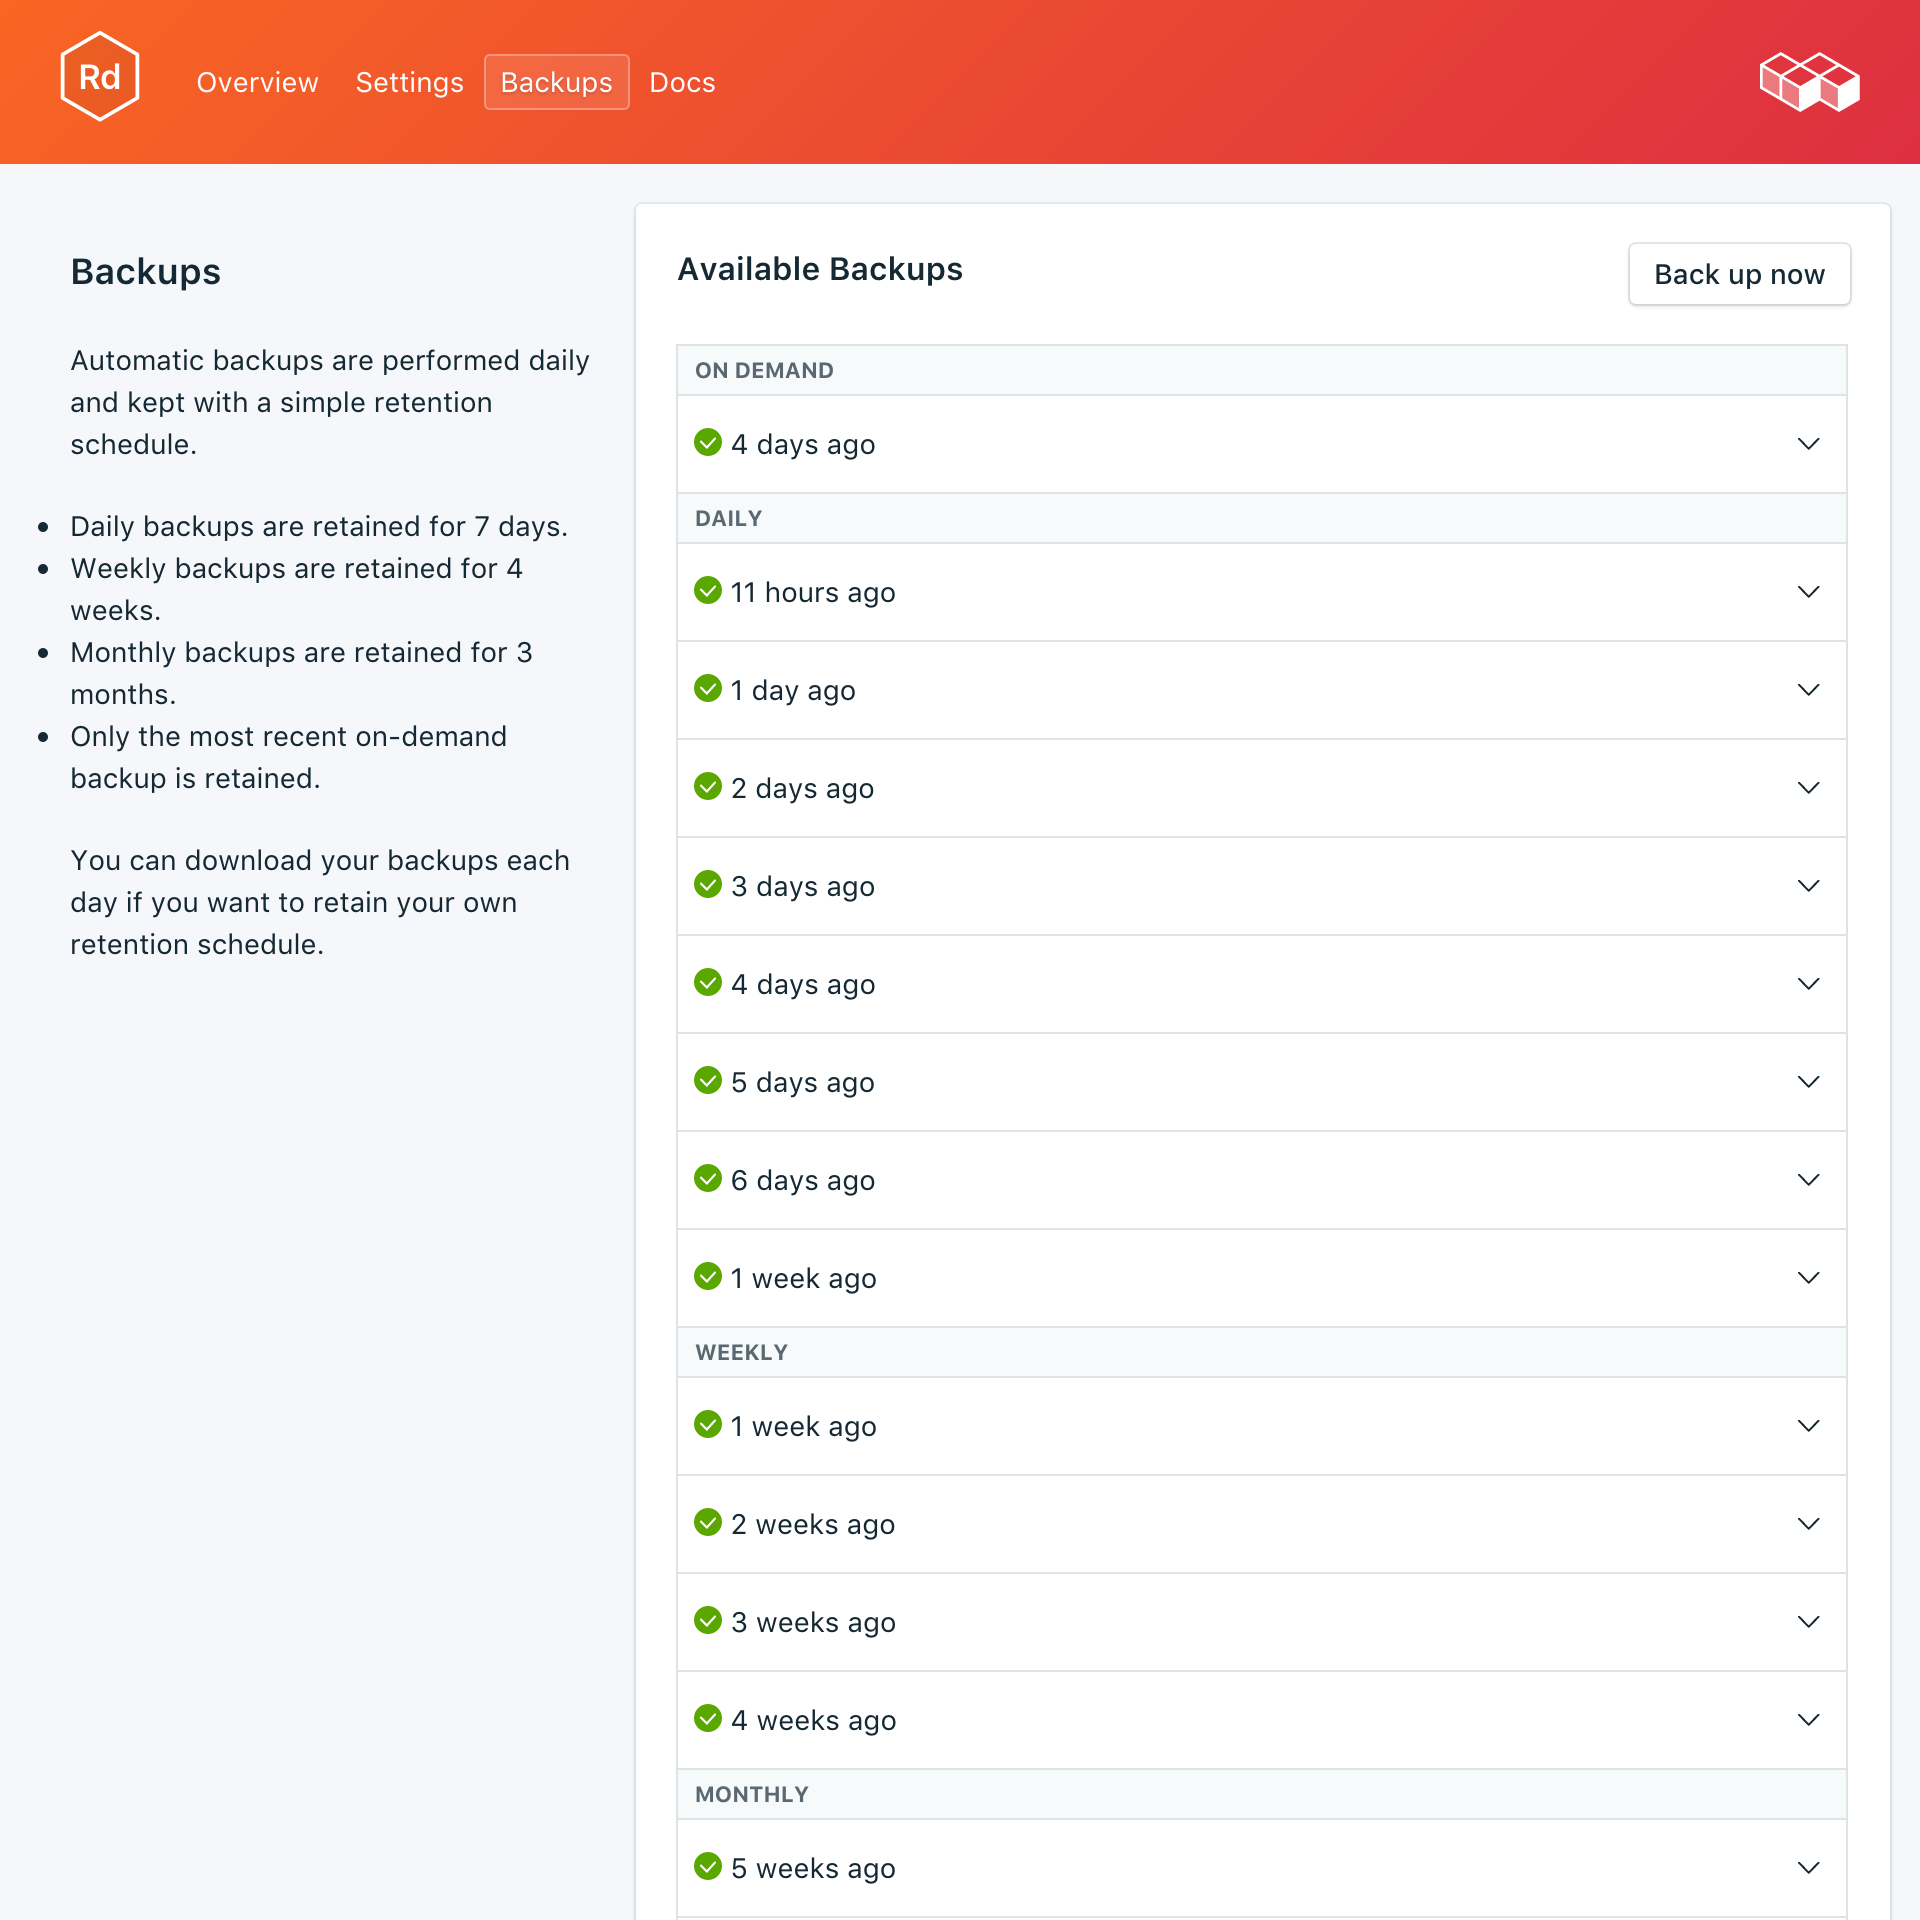 Rd
Overview
Settings
Backups
Docs
Backups
Automatic backups are performed daily
and kept with a simple retention
schedule.
Daily backups are retained for 7 days.
Weekly backups are retained for 4
weeks.
Monthly backups are retained for 3
months.
Only the most recent on-demand
backup is retained.
You can download your backups each
day if you want to retain your own
retention schedule.
Available Backups
Back up now
ON DEMAND
4 days ago
DAILY
11 hours ago
1 day ago
2 days ago
3 days ago
4 days ago
5 days ago
6 days ago
1 week ago
WEEKLY
1 week ago
2 weeks ago
3 weeks ago
4 weeks ago
MONTHLY
5 weeks ago